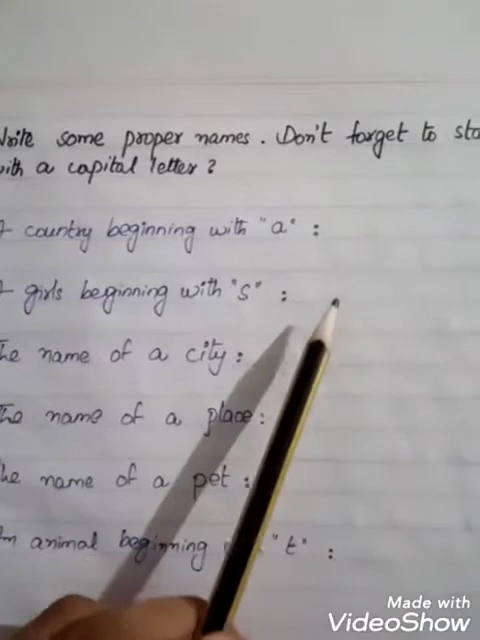 Write some proper names. Don't forget to sta
with a capital letter?
A country beginning with "a" :
A girls beginning with "s" :
The name of a city:
The name of a place:
The name of a pet :
An animal beginning "t" :
Made with
VideoShow